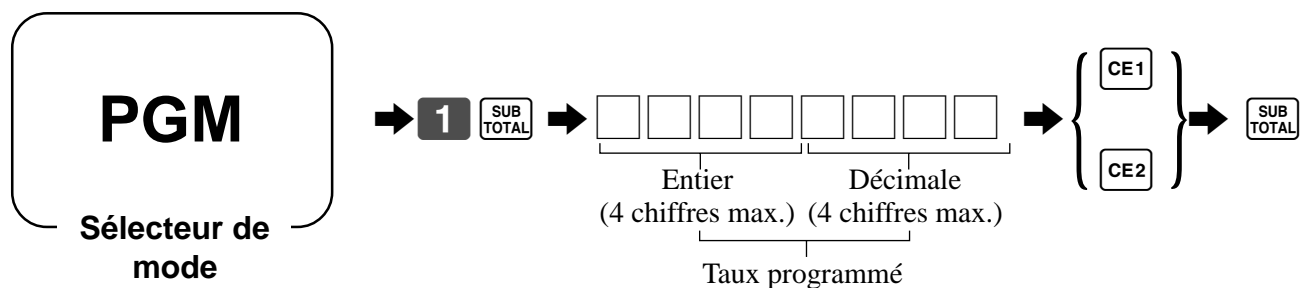 PGM
Sélecteur de
mode
1
SUB
TOTAL
Entier
(4 chiffres max.)
Décimale
(4 chiffres max.)
Taux programmé
CE1
CE2
SUB
TOTAL